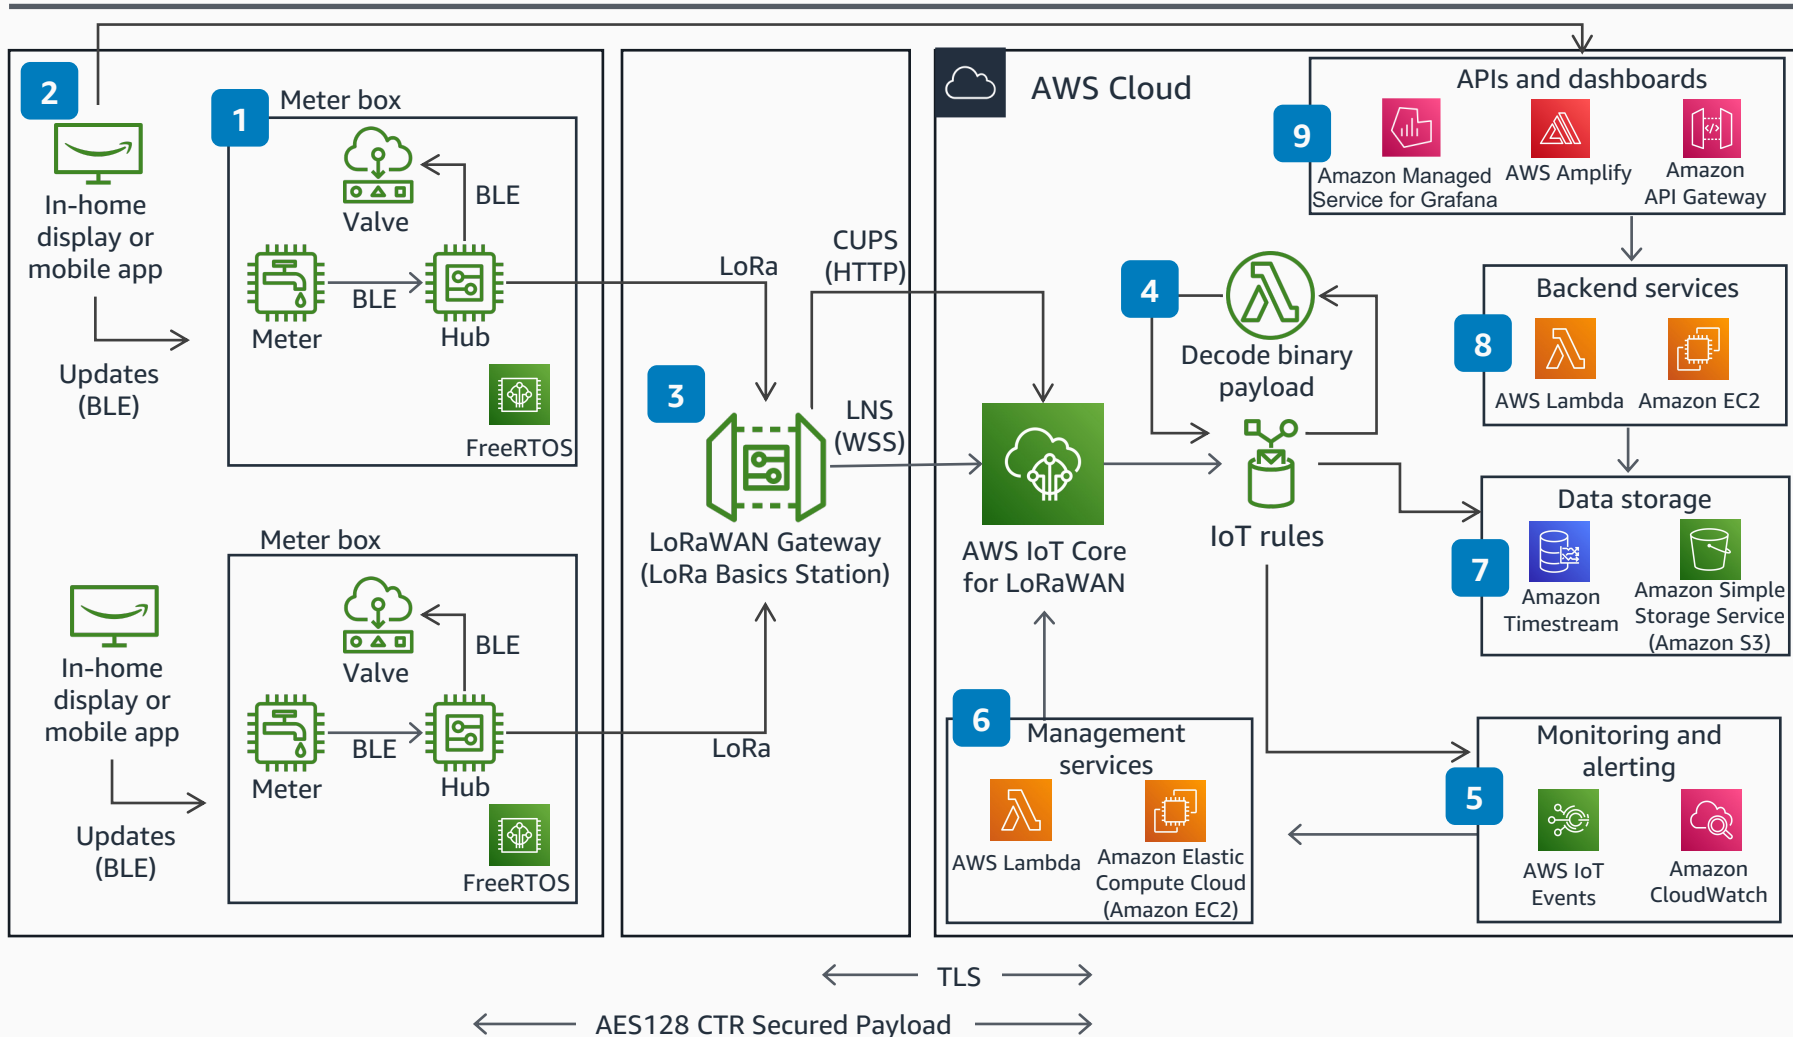 2
In-home
display or
mobile app
Updates
(BLE)
1
Meter box
Valve
BLE
Meter
BLE
Hub
FreeRTOS
In-home
display or
mobile app
Updates
(BLE)
Meter box
Valve
BLE
Meter
BLE
Hub
FreeRTOS
LoRa
CUPS
(HTTP)
3
LNS
(WSS)
LoRaWAN Gateway
(LoRa Basics Station)
LoRa
AWS Cloud
4
Decode binary
payload
AWS IoT Core
for LoRaWAN
IoT rules
6
Management
services
AWS Lambda
Amazon Elastic
Compute Cloud
(Amazon EC2)
9
APIs and dashboards
Amazon Managed
Service for Grafana
AWS Amplify
Amazon
API Gateway
8
Backend services
AWS Lambda
Amazon EC2
7
Data storage
Amazon
Timestream
Amazon Simple
Storage Service
(Amazon S3)
5
Monitoring and
alerting
AWS IoT
Events
Amazon
CloudWatch
TLS
AES128 CTR Secured Payload